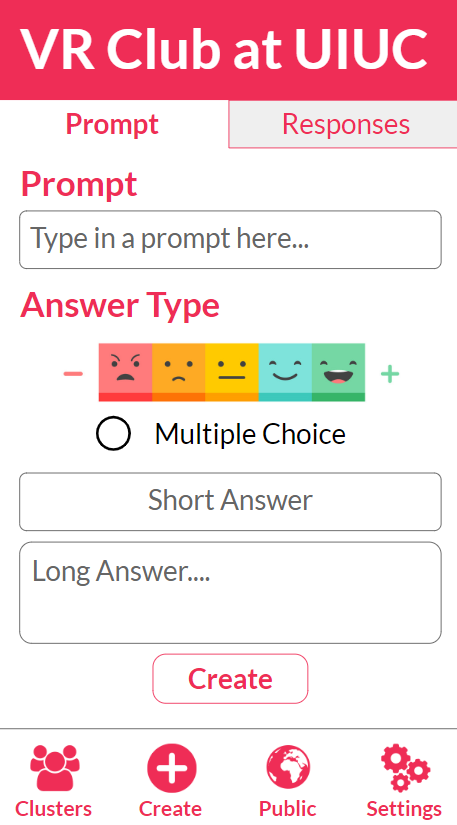 VR Club at UIUC
Prompt
Responses
Prompt
Type in a prompt here...
Answer Type
Multiple Choice
Short Answer
Long Answer....
Create
Clusters
Create
Public
Settings